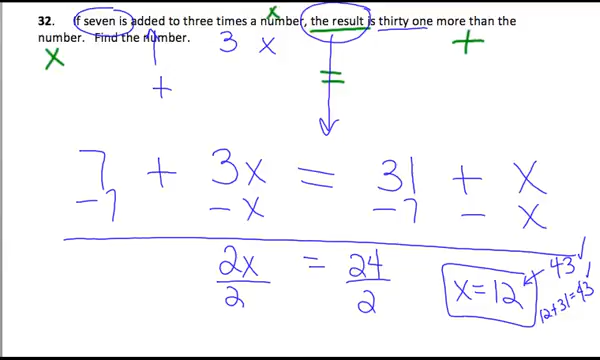 32. If seven is added to three times a number, the result is thirty one more than the
number. Find the number.
x
x
3 x
+
=
+
7 + 3x = 31 + x
-7 - x -7 - x
2x = 24
2 2
x = 12
43 ✓
12+31=43 ✓